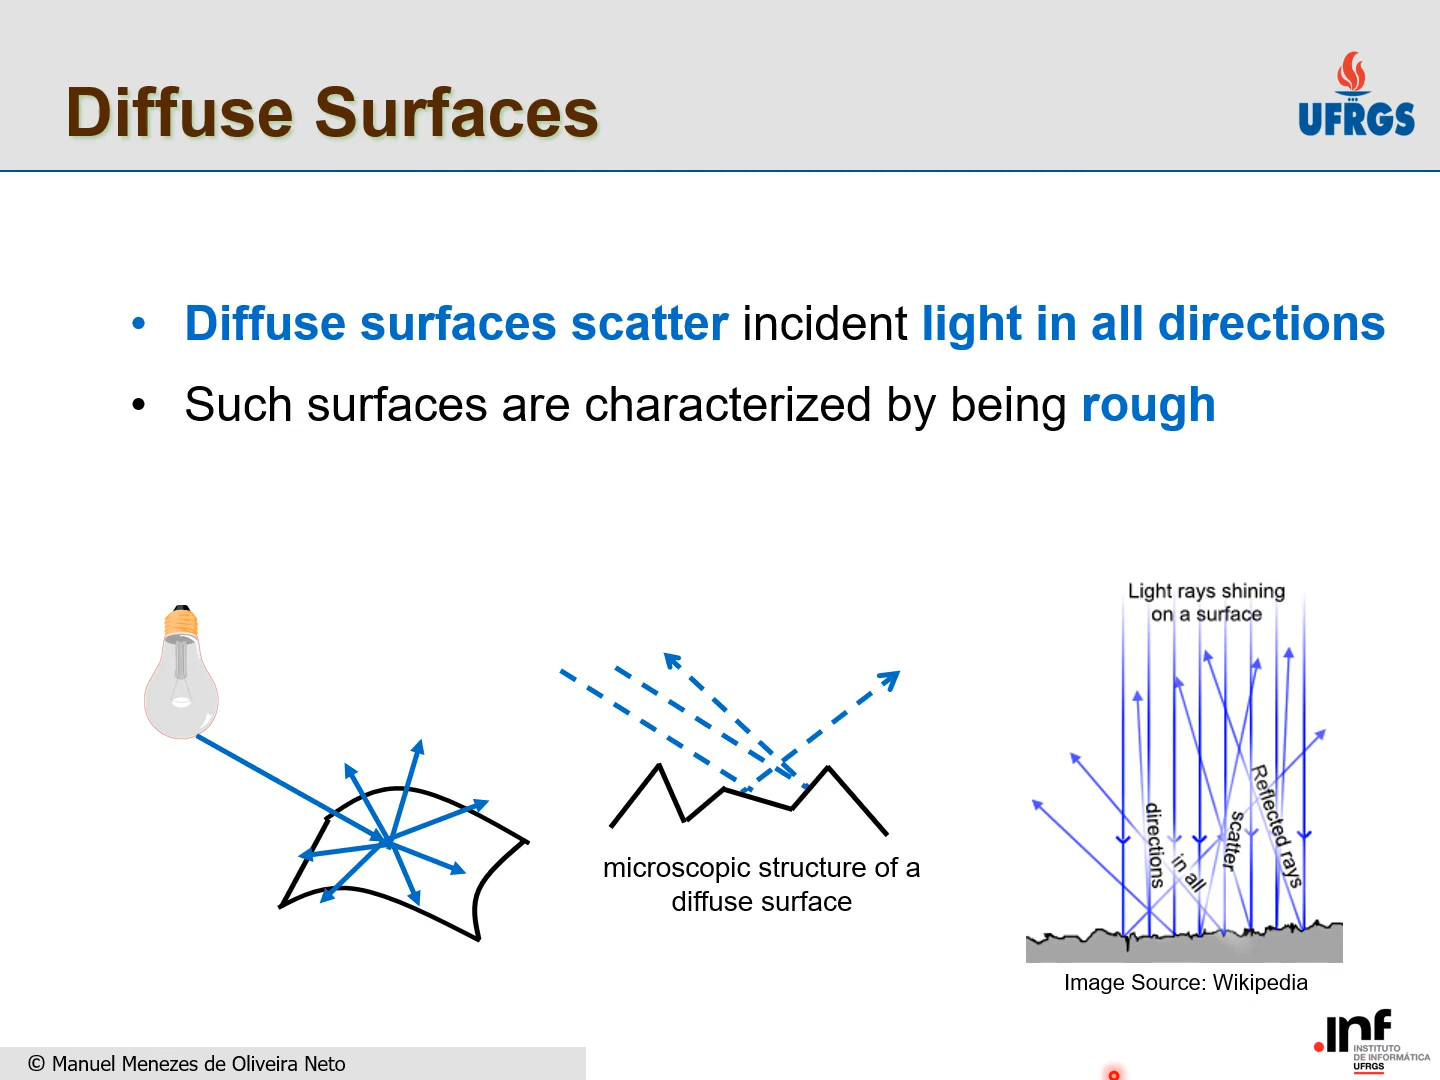 Diffuse Surfaces
UFRGS
• Diffuse surfaces scatter incident light in all directions
• Such surfaces are characterized by being rough
Light rays shining
on a surface
directions
in all
scatter
Reflected rays
microscopic structure of a
diffuse surface
Image Source: Wikipedia
.inf
INSTITUTO
DE INFORMÁTICA
UFRGS
© Manuel Menezes de Oliveira Neto